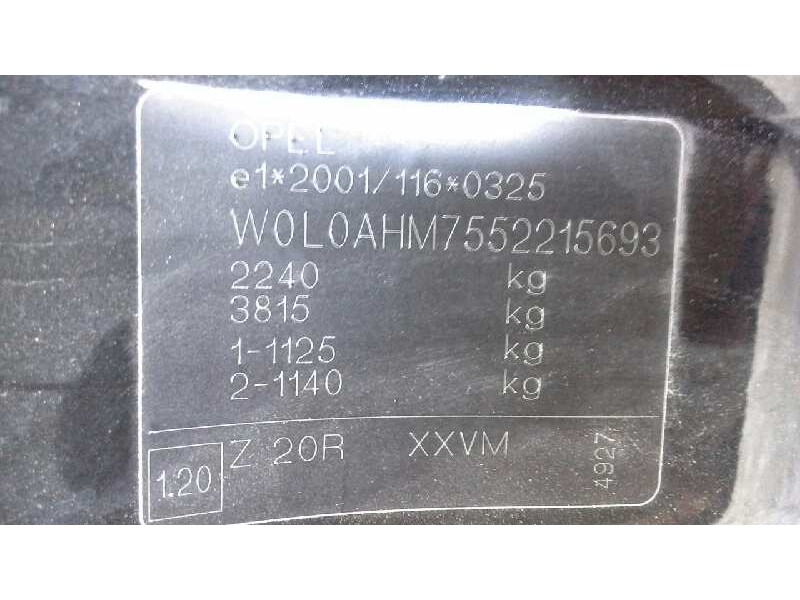 OPEL
e1*2001/116*0325
W0L0AHM7552215693
2240 kg
3815 kg
1-1125 kg
2-1140 kg
Z 20R XXVM
1.20
4927